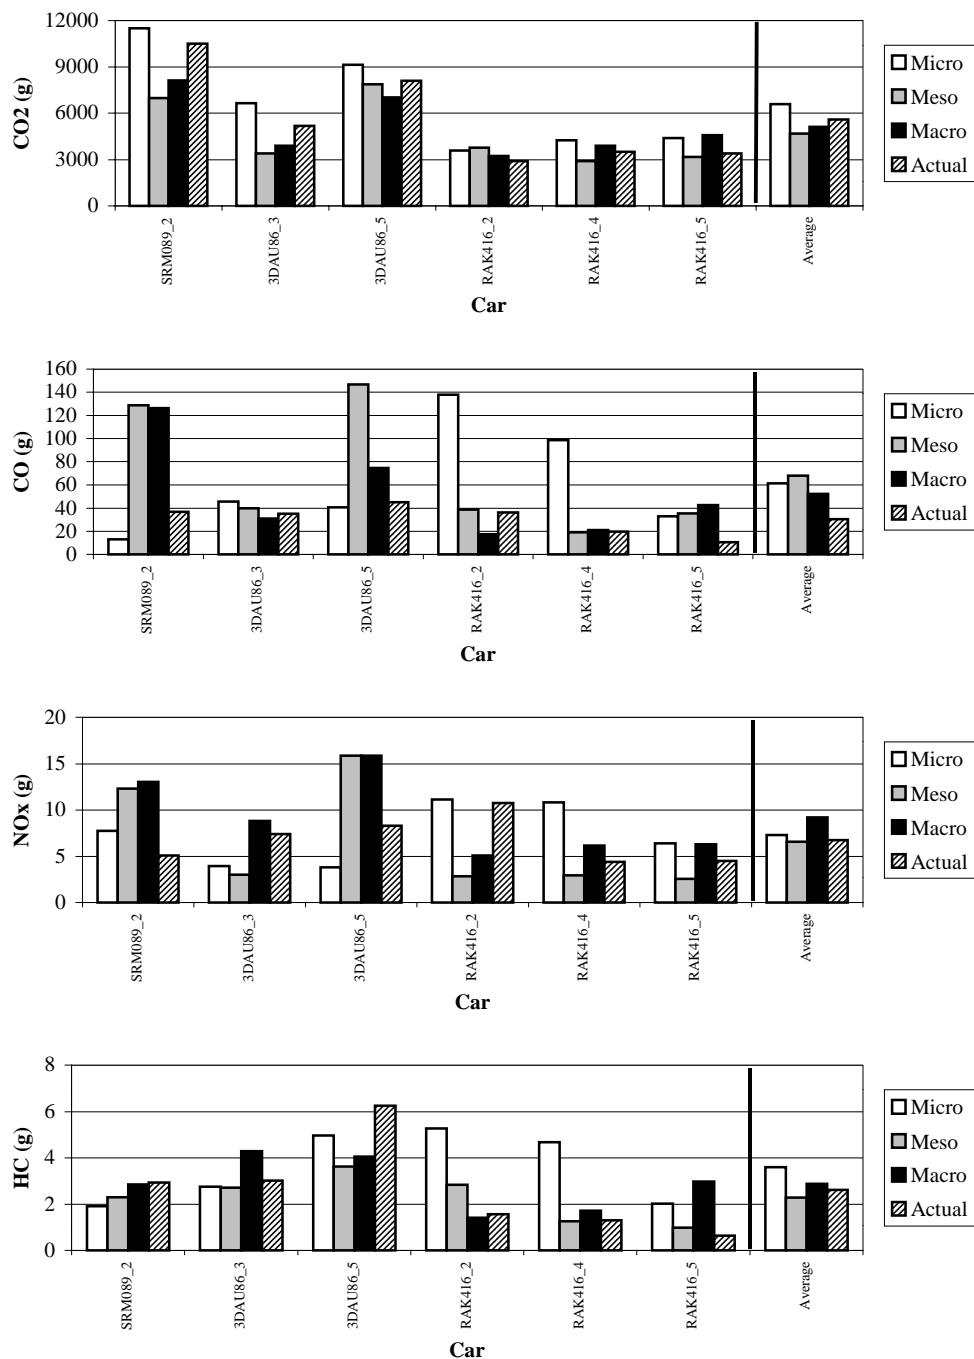 12000
9000
6000
3000
0
CO2 (g)
SRM089_2
3DAU86_3
3DAU86_5
RAK416_2
RAK416_4
RAK416_5
Average
Car
Micro
Meso
Macro
Actual
160
140
120
100
80
60
40
20
0
CO (g)
SRM089_2
3DAU86_3
3DAU86_5
RAK416_2
RAK416_4
RAK416_5
Average
Car
Micro
Meso
Macro
Actual
20
15
10
5
0
NOx (g)
SRM089_2
3DAU86_3
3DAU86_5
RAK416_2
RAK416_4
RAK416_5
Average
Car
Micro
Meso
Macro
Actual
8
6
4
2
0
HC (g)
SRM089_2
3DAU86_3
3DAU86_5
RAK416_2
RAK416_4
RAK416_5
Average
Car
Micro
Meso
Macro
Actual